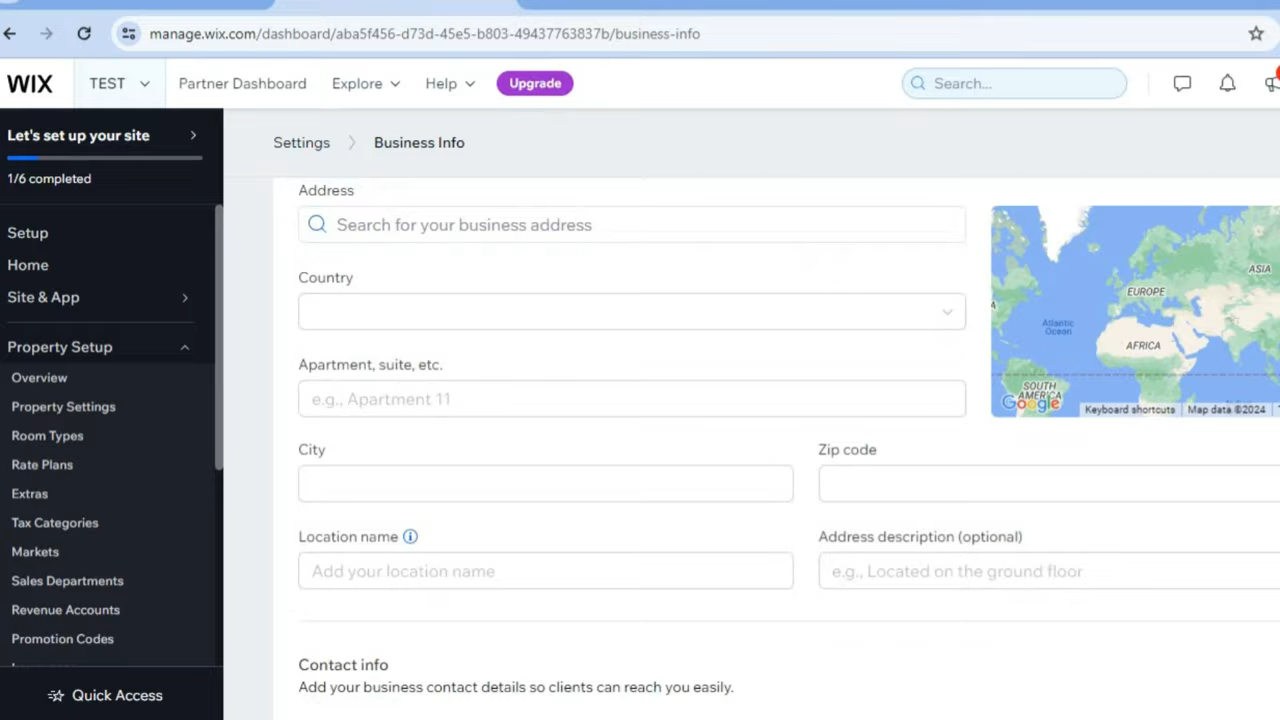 manage.wix.com/dashboard/aba5f456-d73d-45e5-b803-49437763837b/business-info
WIX
TEST
Partner Dashboard
Explore
Help
Upgrade
Search...
Let's set up your site
1/6 completed
Setup
Home
Site & App
Property Setup
Overview
Property Settings
Room Types
Rate Plans
Extras
Tax Categories
Markets
Sales Departments
Revenue Accounts
Promotion Codes
Quick Access
Settings
Business Info
Address
Search for your business address
Country
Apartment, suite, etc.
e.g., Apartment 11
City
Zip code
Location name
Add your location name
Address description (optional)
e.g., Located on the ground floor
Contact info
Add your business contact details so clients can reach you easily.
ASIA
EUROPE
Atlantic
Ocean
AFRICA
SOUTH
AMERICA
Google
Keyboard shortcuts
Map data ©2024